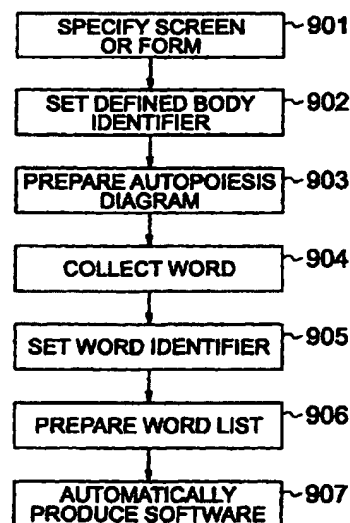 SPECIFY SCREEN
OR FORM
901
SET DEFINED BODY
IDENTIFIER
902
PREPARE AUTOPOIESIS
DIAGRAM
903
COLLECT WORD
904
SET WORD IDENTIFIER
905
PREPARE WORD LIST
906
AUTOMATICALLY
PRODUCE SOFTWARE
907